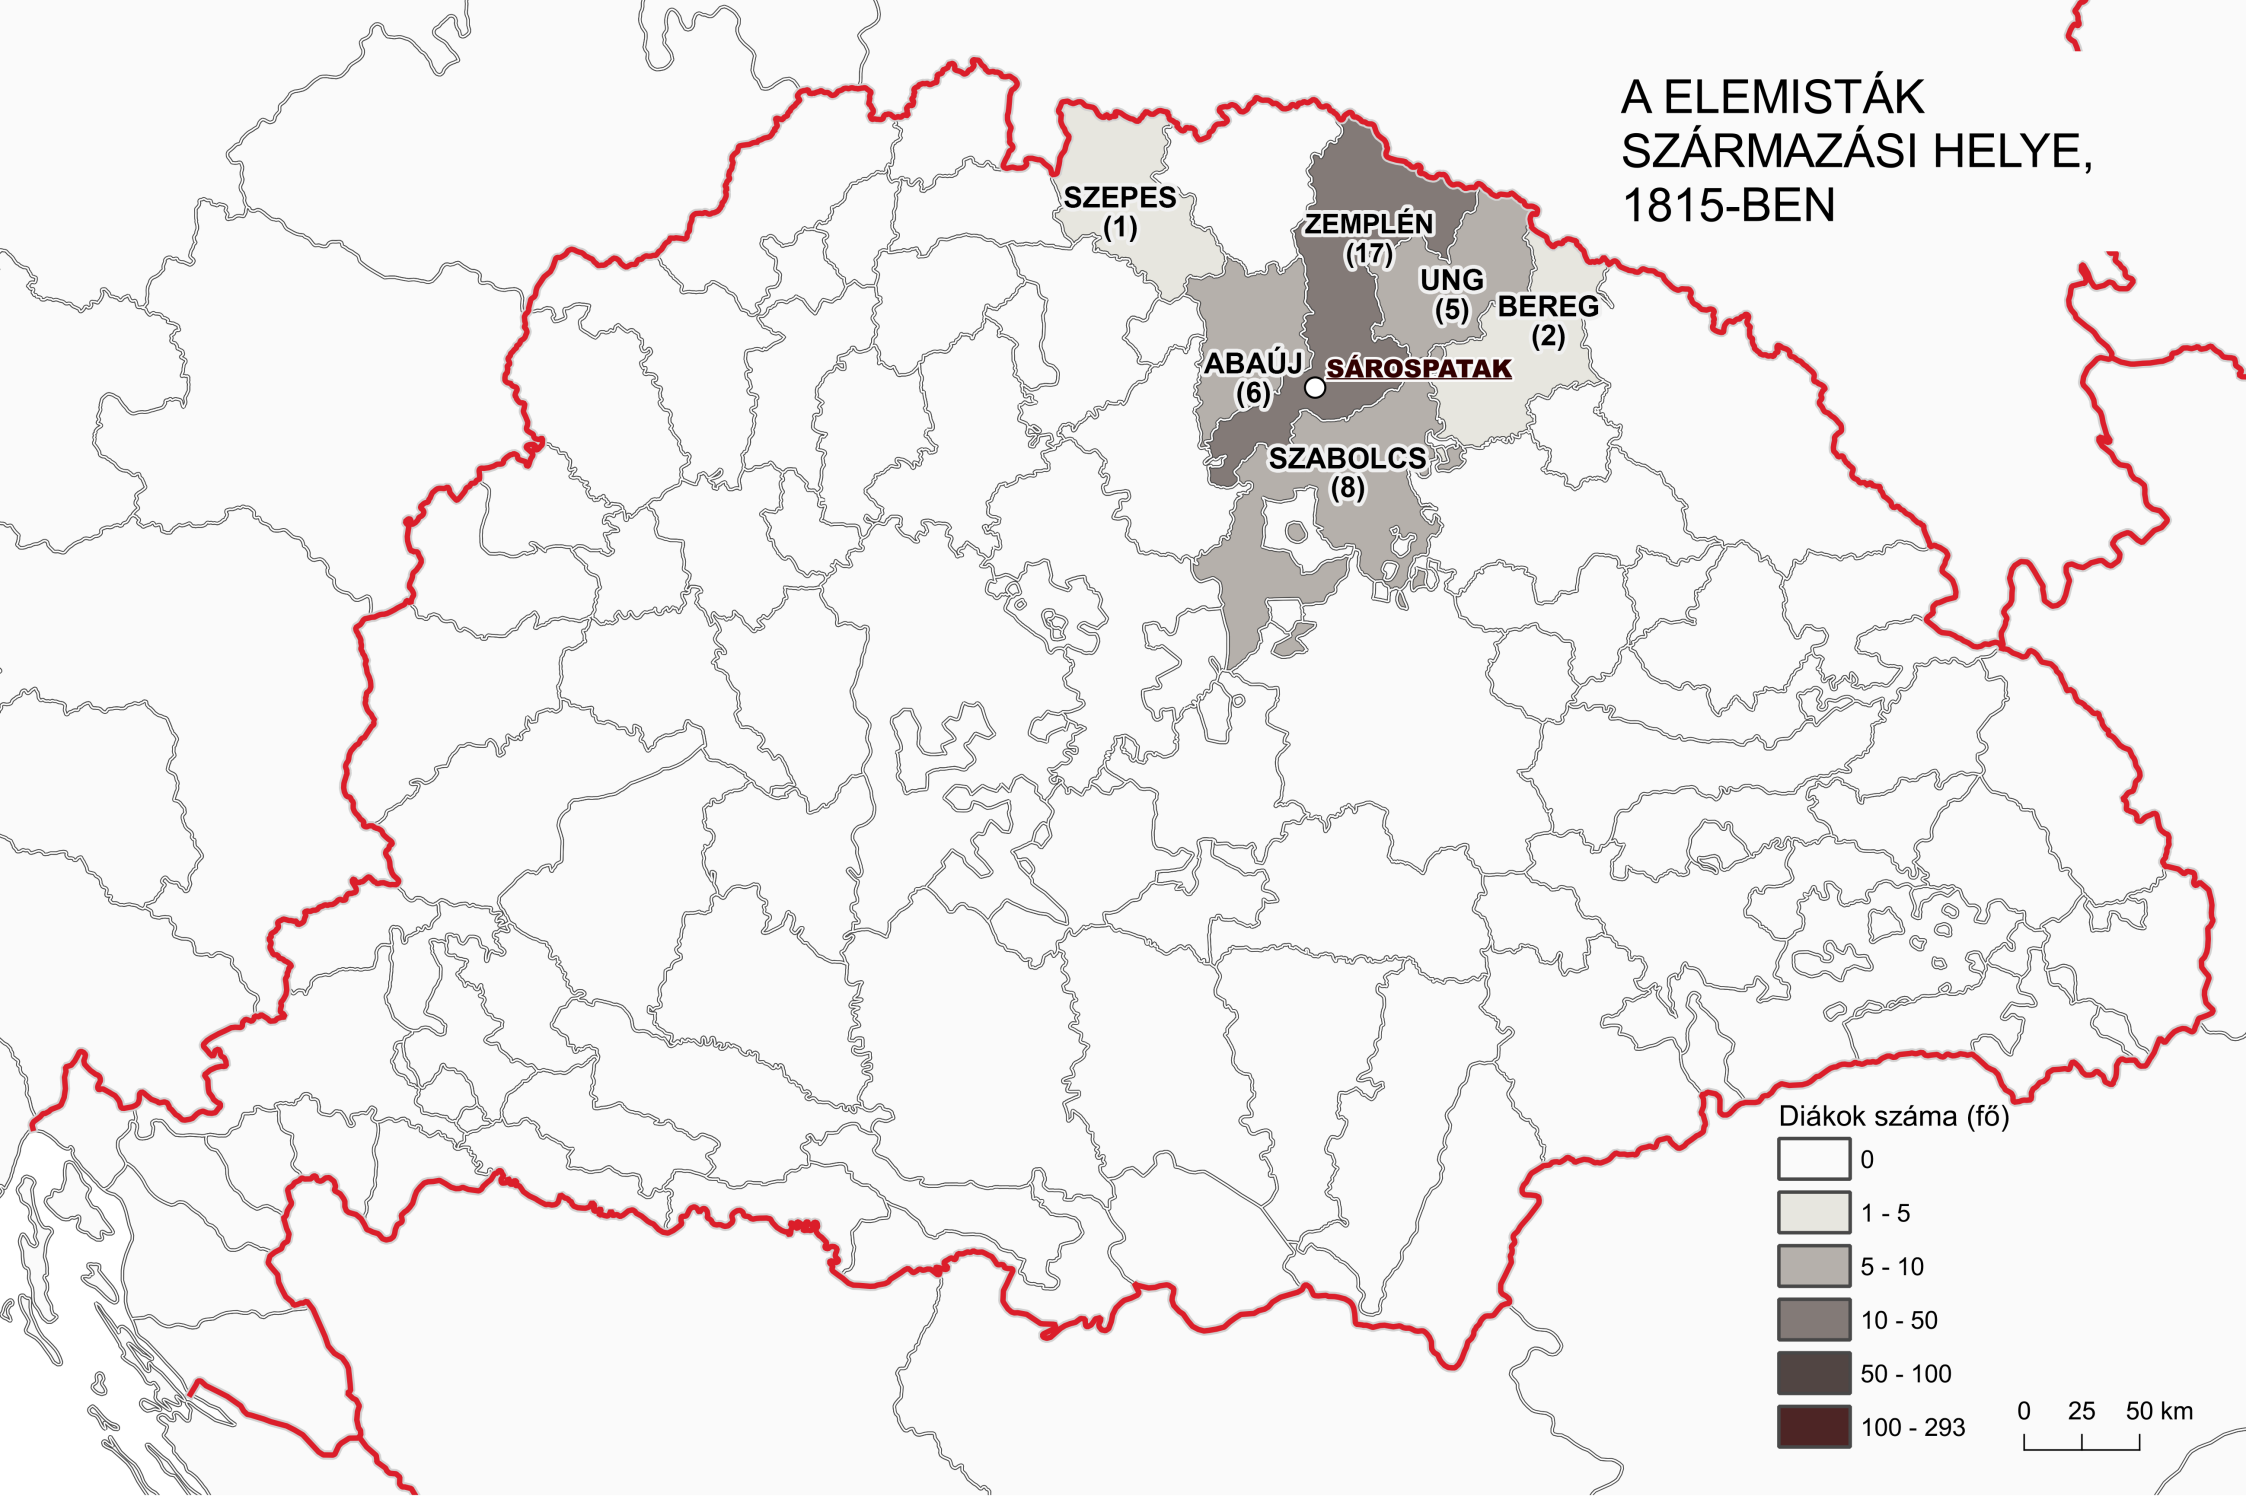 A ELEMISTÁK
SZÁRMAZÁSI HELYE,
1815-BEN
SZEPES
(1)
ZEMPLÉN
(17)
UNG
(5)
BEREG
(2)
ABAÚJ
(6)
SÁROSPATAK
SZABOLCS
(8)
Diákok száma (fő)
0
1 - 5
5 - 10
10 - 50
50 - 100
100 - 293
0 25 50 km